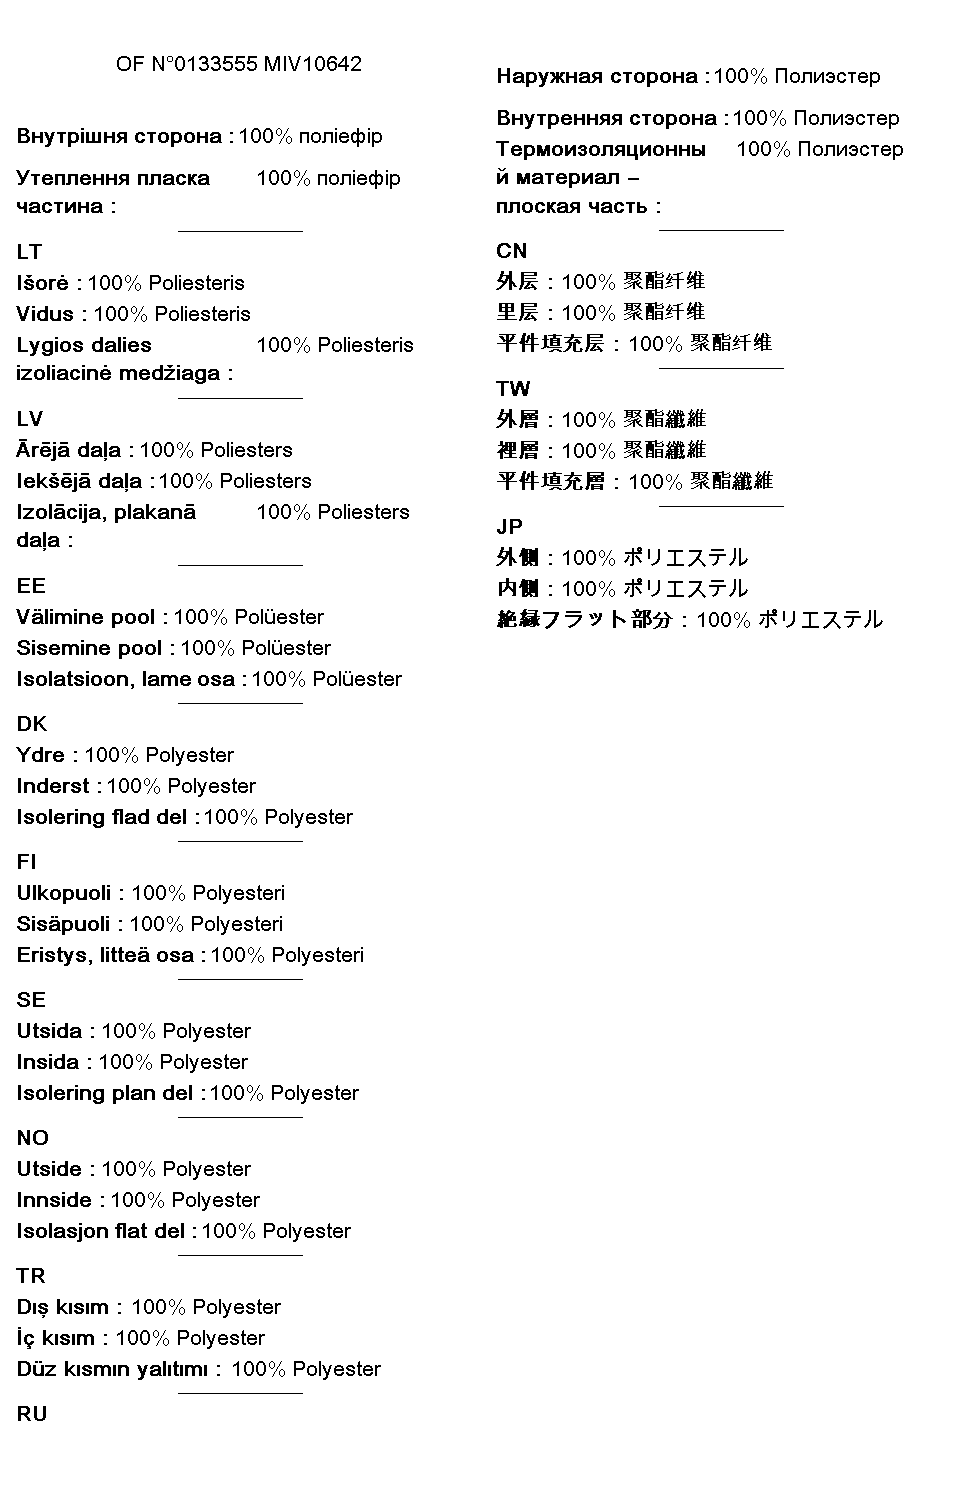 OF N°0133555 MIV10642
Внутрішня сторона : 100% поліефір
Утеплення пласка 100% поліефір
частина :
LT
Išorė : 100% Poliesteris
Vidus : 100% Poliesteris
Lygios dalies 100% Poliesteris
izoliacinė medžiaga :
LV
Ārējā daļa : 100% Poliesters
Iekšējā daļa : 100% Poliesters
Izolācija, plakanā 100% Poliesters
daļa :
EE
Välimine pool : 100% Polüester
Sisemine pool : 100% Polüester
Isolatsioon, lame osa : 100% Polüester
DK
Ydre : 100% Polyester
Inderst : 100% Polyester
Isolering flad del : 100% Polyester
FI
Ulkopuoli : 100% Polyesteri
Sisäpuoli : 100% Polyesteri
Eristys, litteä osa : 100% Polyesteri
SE
Utsida : 100% Polyester
Insida : 100% Polyester
Isolering plan del : 100% Polyester
NO
Utside : 100% Polyester
Innside : 100% Polyester
Isolasjon flat del : 100% Polyester
TR
Dış kısım : 100% Polyester
İç kısım : 100% Polyester
Düz kısmın yalıtımı : 100% Polyester
RU
Наружная сторона : 100% Полиэстер
Внутренняя сторона : 100% Полиэстер
Термоизоляционны 100% Полиэстер
й материал –
плоская часть :
CN
外层 : 100% 聚酯纤维
里层 : 100% 聚酯纤维
平件填充层 : 100% 聚酯纤维
TW
外層 : 100% 聚酯纖維
裡層 : 100% 聚酯纖維
平件填充層 : 100% 聚酯纖維
JP
外側 : 100% ポリエステル
内側 : 100% ポリエステル
絶縁フラット部分 : 100% ポリエステル